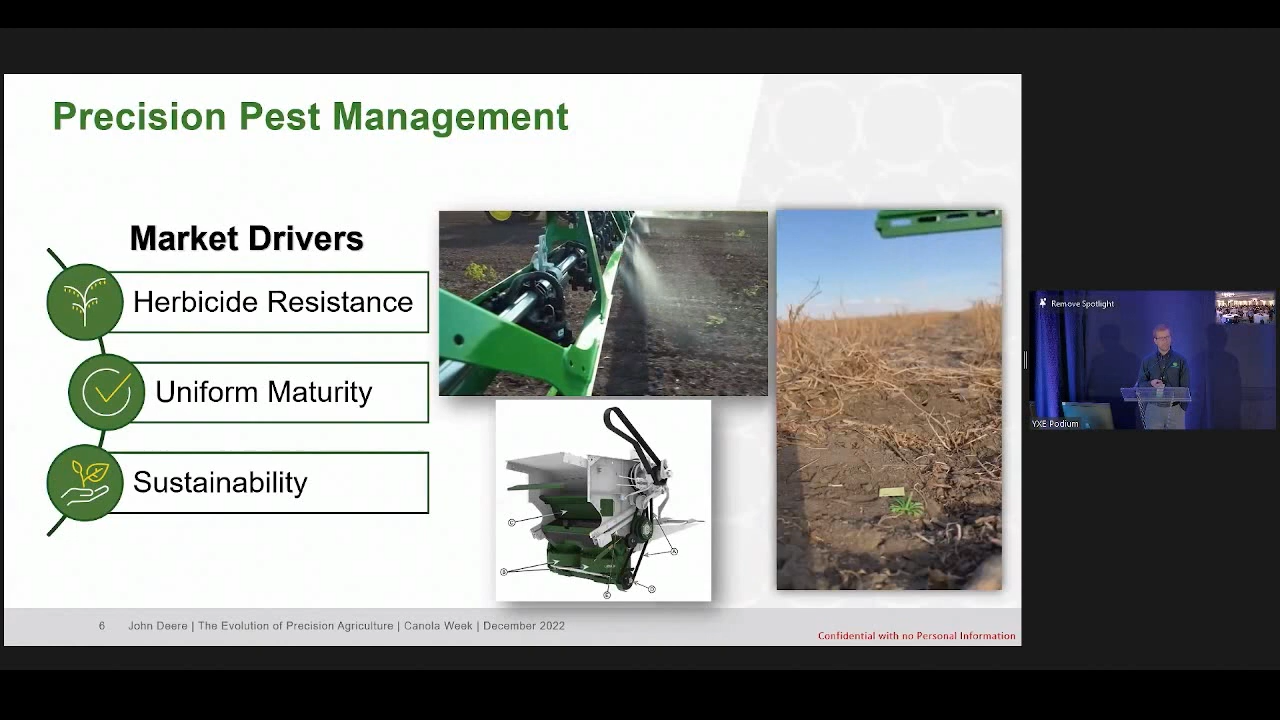 Precision Pest Management
Market Drivers
Herbicide Resistance
Uniform Maturity
Sustainability
6 John Deere | The Evolution of Precision Agriculture | Canola Week | December 2022
Confidential with no Personal Information
Remove Spotlight
YXE Podium